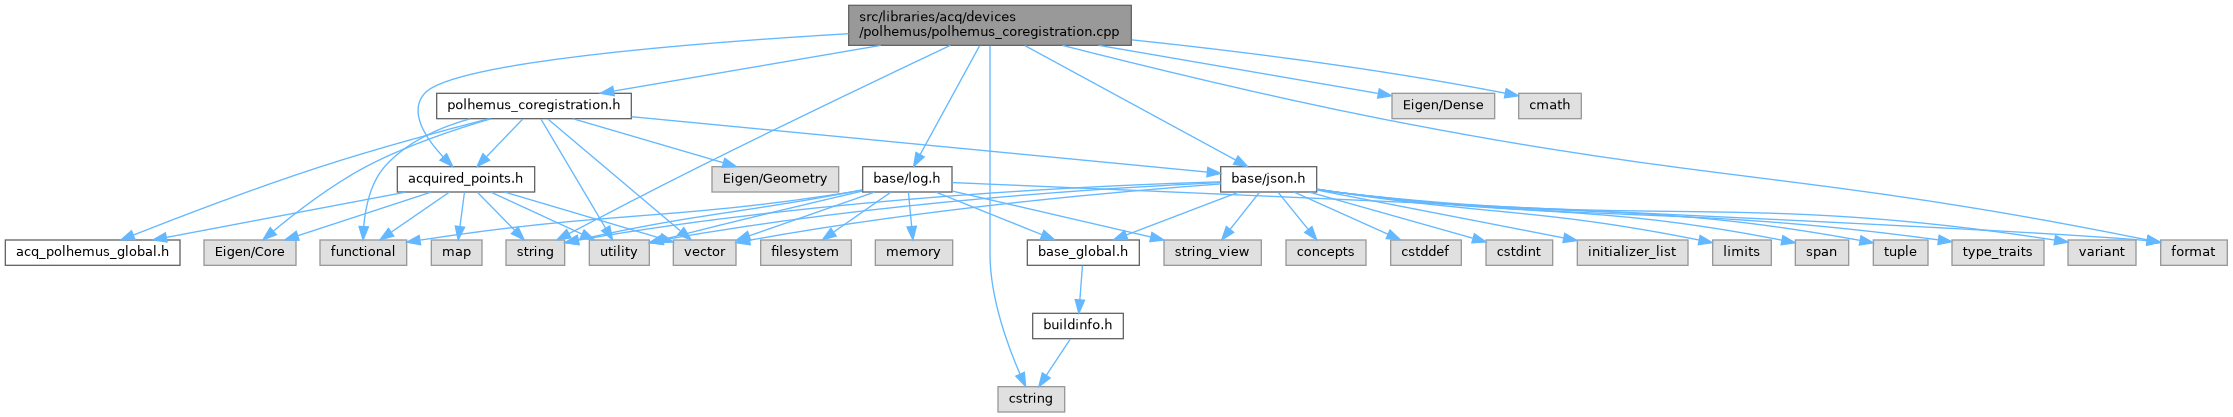 src/libraries/acq/devices
/polhemus/polhemus_coregistration.cpp
polhemus_coregistration.h
Eigen/Dense
cmath
acquired_points.h
Eigen/Geometry
base/log.h
base/json.h
acq_polhemus_global.h
Eigen/Core
functional
map
string
utility
vector
filesystem
memory
base_global.h
string_view
concepts
cstddef
cstdint
initializer_list
limits
span
tuple
type_traits
variant
format
buildinfo.h
cstring